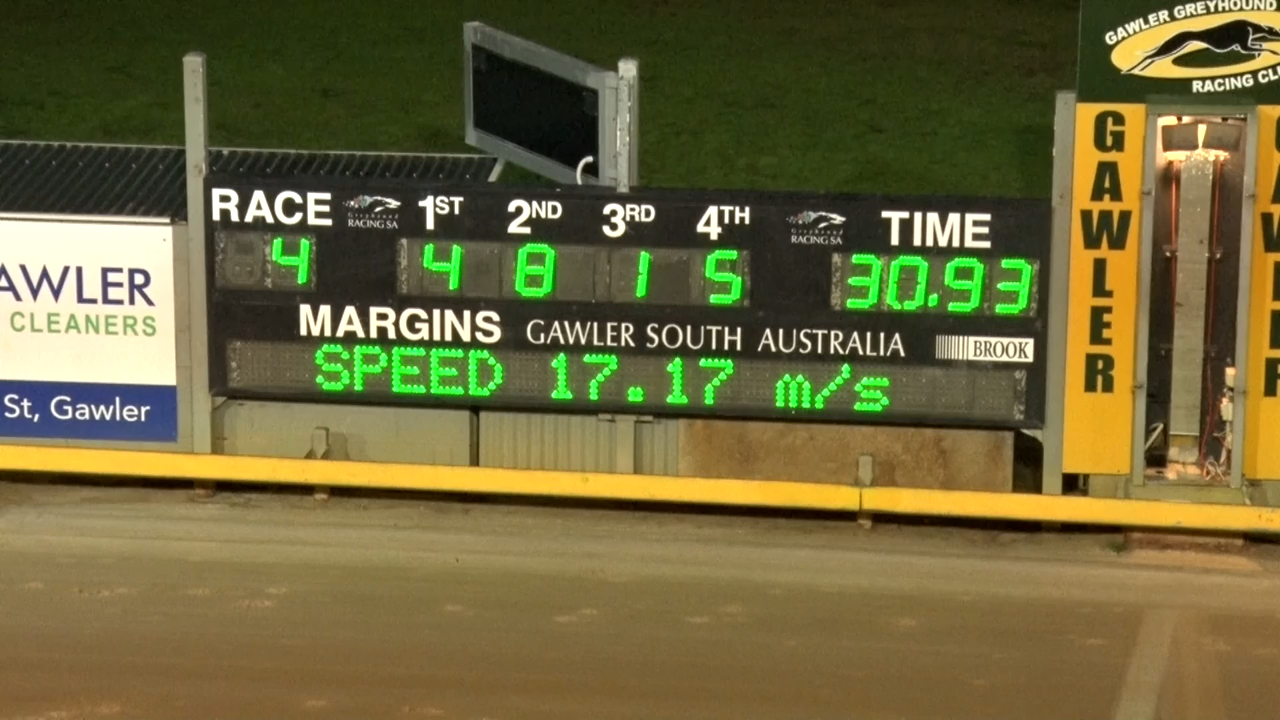 GAWLER GREYHOUND
RACING
GAWLER
RACE
Greyhound
RACING SA
1ST 2ND 3RD 4TH
Greyhound
RACING SA
TIME
4 4 8 1 5 30.93
MARGINS GAWLER SOUTH AUSTRALIA BROOK
SPEED 17.17 m/s
AWLER
CLEANERS
St, Gawler